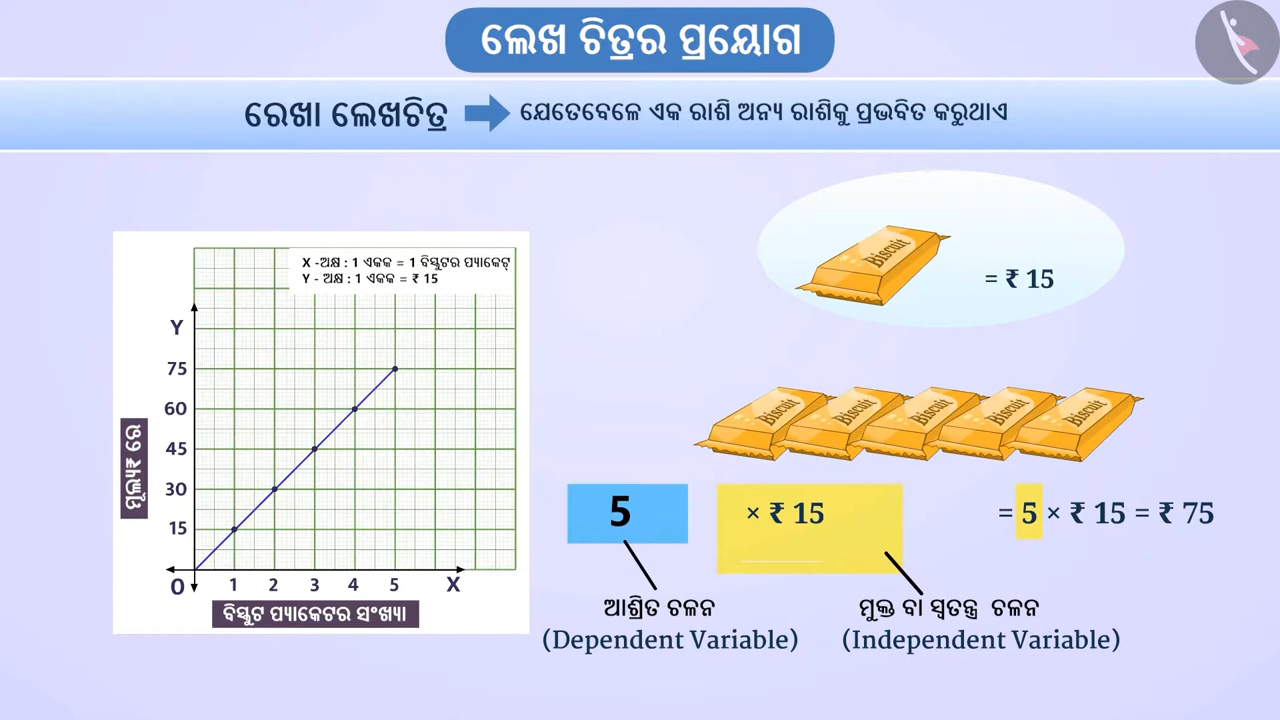 ଲେଖ ଚିତ୍ରର ପ୍ରୟୋଗ
ରେଖା ଲେଖଚିତ୍ର ଯେତେବେଳେ ଏକ ରାଶି ଅନ୍ୟ ରାଶିକୁ ପ୍ରଭବିତ କରୁଥାଏ
X -ଅକ୍ଷ : 1 ଏକକ = 1 ବିସ୍କୁଟର ପ୍ୟାକେଟ୍
Y - ଅକ୍ଷ : 1 ଏକକ = ₹ 15
Y
75
60
45
30
15
O 1 2 3 4 5 X
ମୂଲ୍ୟ₹ ରେ
ବିସ୍କୁଟ ପ୍ୟାକେଟର ସଂଖ୍ୟା
Biscuit
= ₹ 15
Biscuit Biscuit Biscuit Biscuit Biscuit
5 × ₹ 15 = 5 × ₹ 15 = ₹ 75
ଆଶ୍ରିତ ଚଳନ
(Dependent Variable)
ମୁକ୍ତ ବା ସ୍ୱତନ୍ତ୍ର ଚଳନ
(Independent Variable)